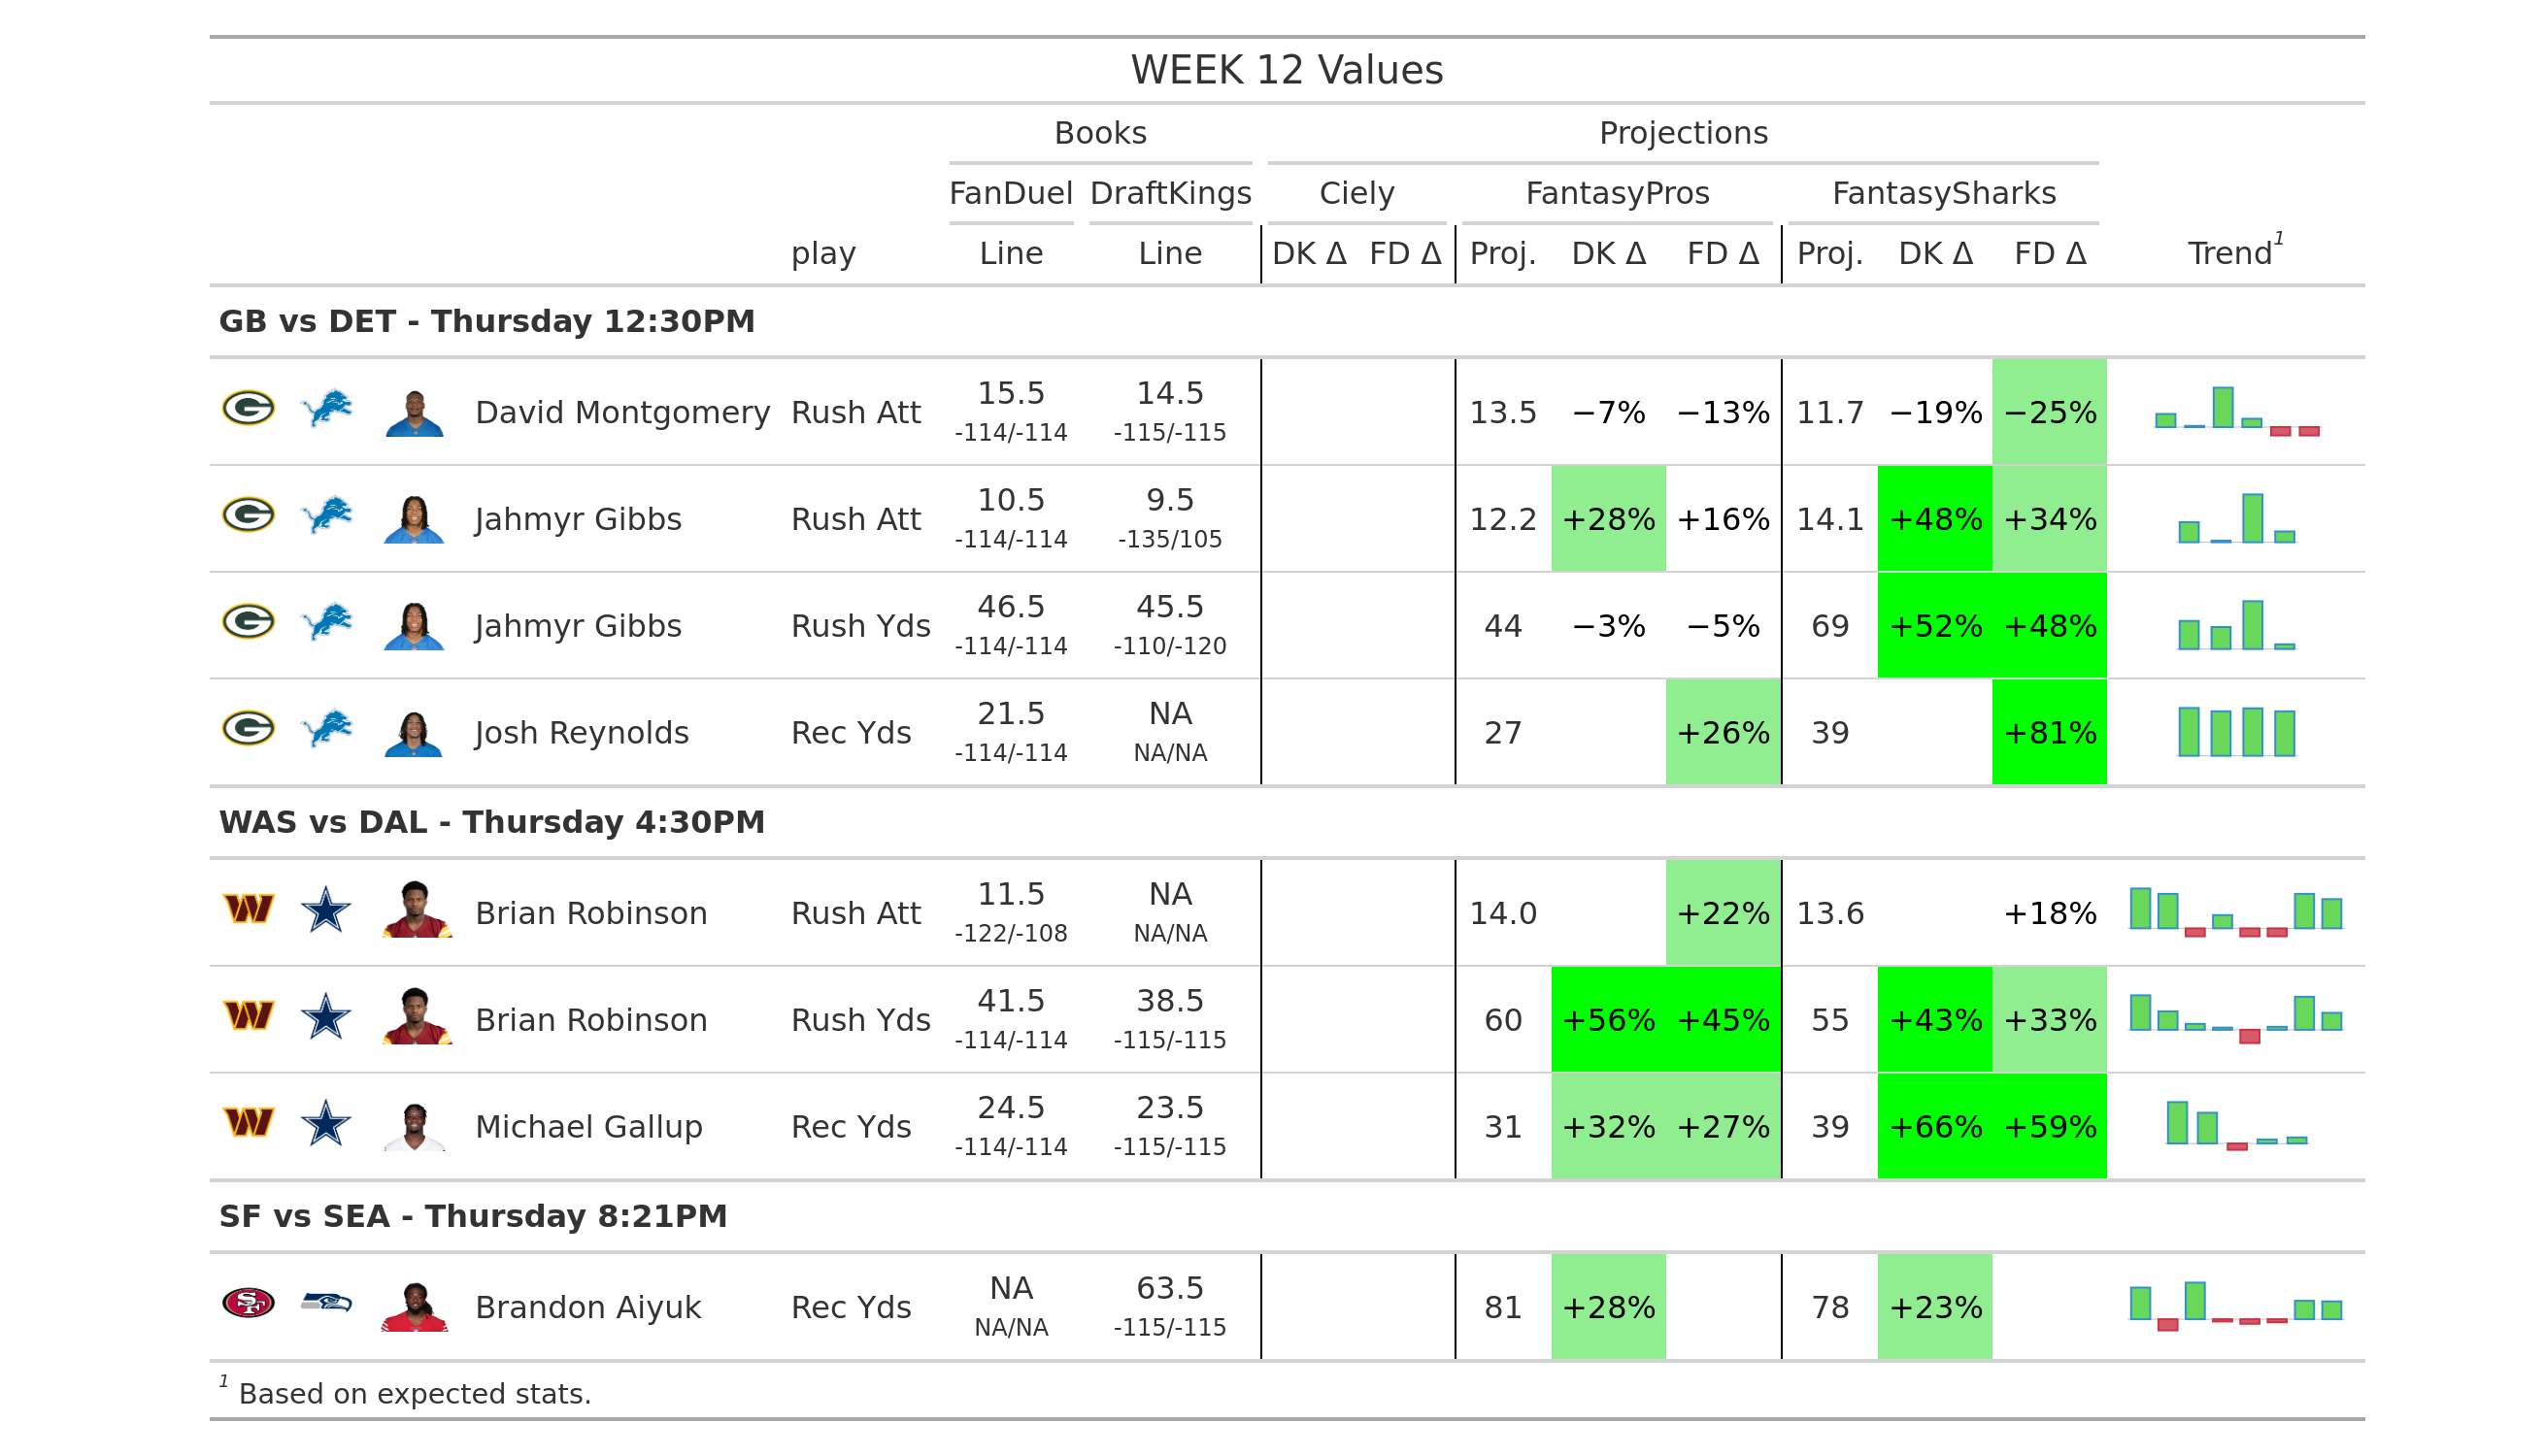 WEEK 12 Values
Books Projections
FanDuel DraftKings Ciely FantasyPros FantasySharks
play Line Line DK Δ FD Δ Proj. DK Δ FD Δ Proj. DK Δ FD Δ Trend1
GB vs DET - Thursday 12:30PM
David Montgomery Rush Att 15.5 14.5 13.5 −7% −13% 11.7 −19% −25%
-114/-114 -115/-115
Jahmyr Gibbs Rush Att 10.5 9.5 12.2 +28% +16% 14.1 +48% +34%
-114/-114 -135/105
Jahmyr Gibbs Rush Yds 46.5 45.5 44 −3% −5% 69 +52% +48%
-114/-114 -110/-120
Josh Reynolds Rec Yds 21.5 NA 27 +26% 39 +81%
-114/-114 NA/NA
WAS vs DAL - Thursday 4:30PM
Brian Robinson Rush Att 11.5 NA 14.0 +22% 13.6 +18%
-122/-108 NA/NA
Brian Robinson Rush Yds 41.5 38.5 60 +56% +45% 55 +43% +33%
-114/-114 -115/-115
Michael Gallup Rec Yds 24.5 23.5 31 +32% +27% 39 +66% +59%
-114/-114 -115/-115
SF vs SEA - Thursday 8:21PM
Brandon Aiyuk Rec Yds NA 63.5 81 +28% 78 +23%
NA/NA -115/-115
1 Based on expected stats.